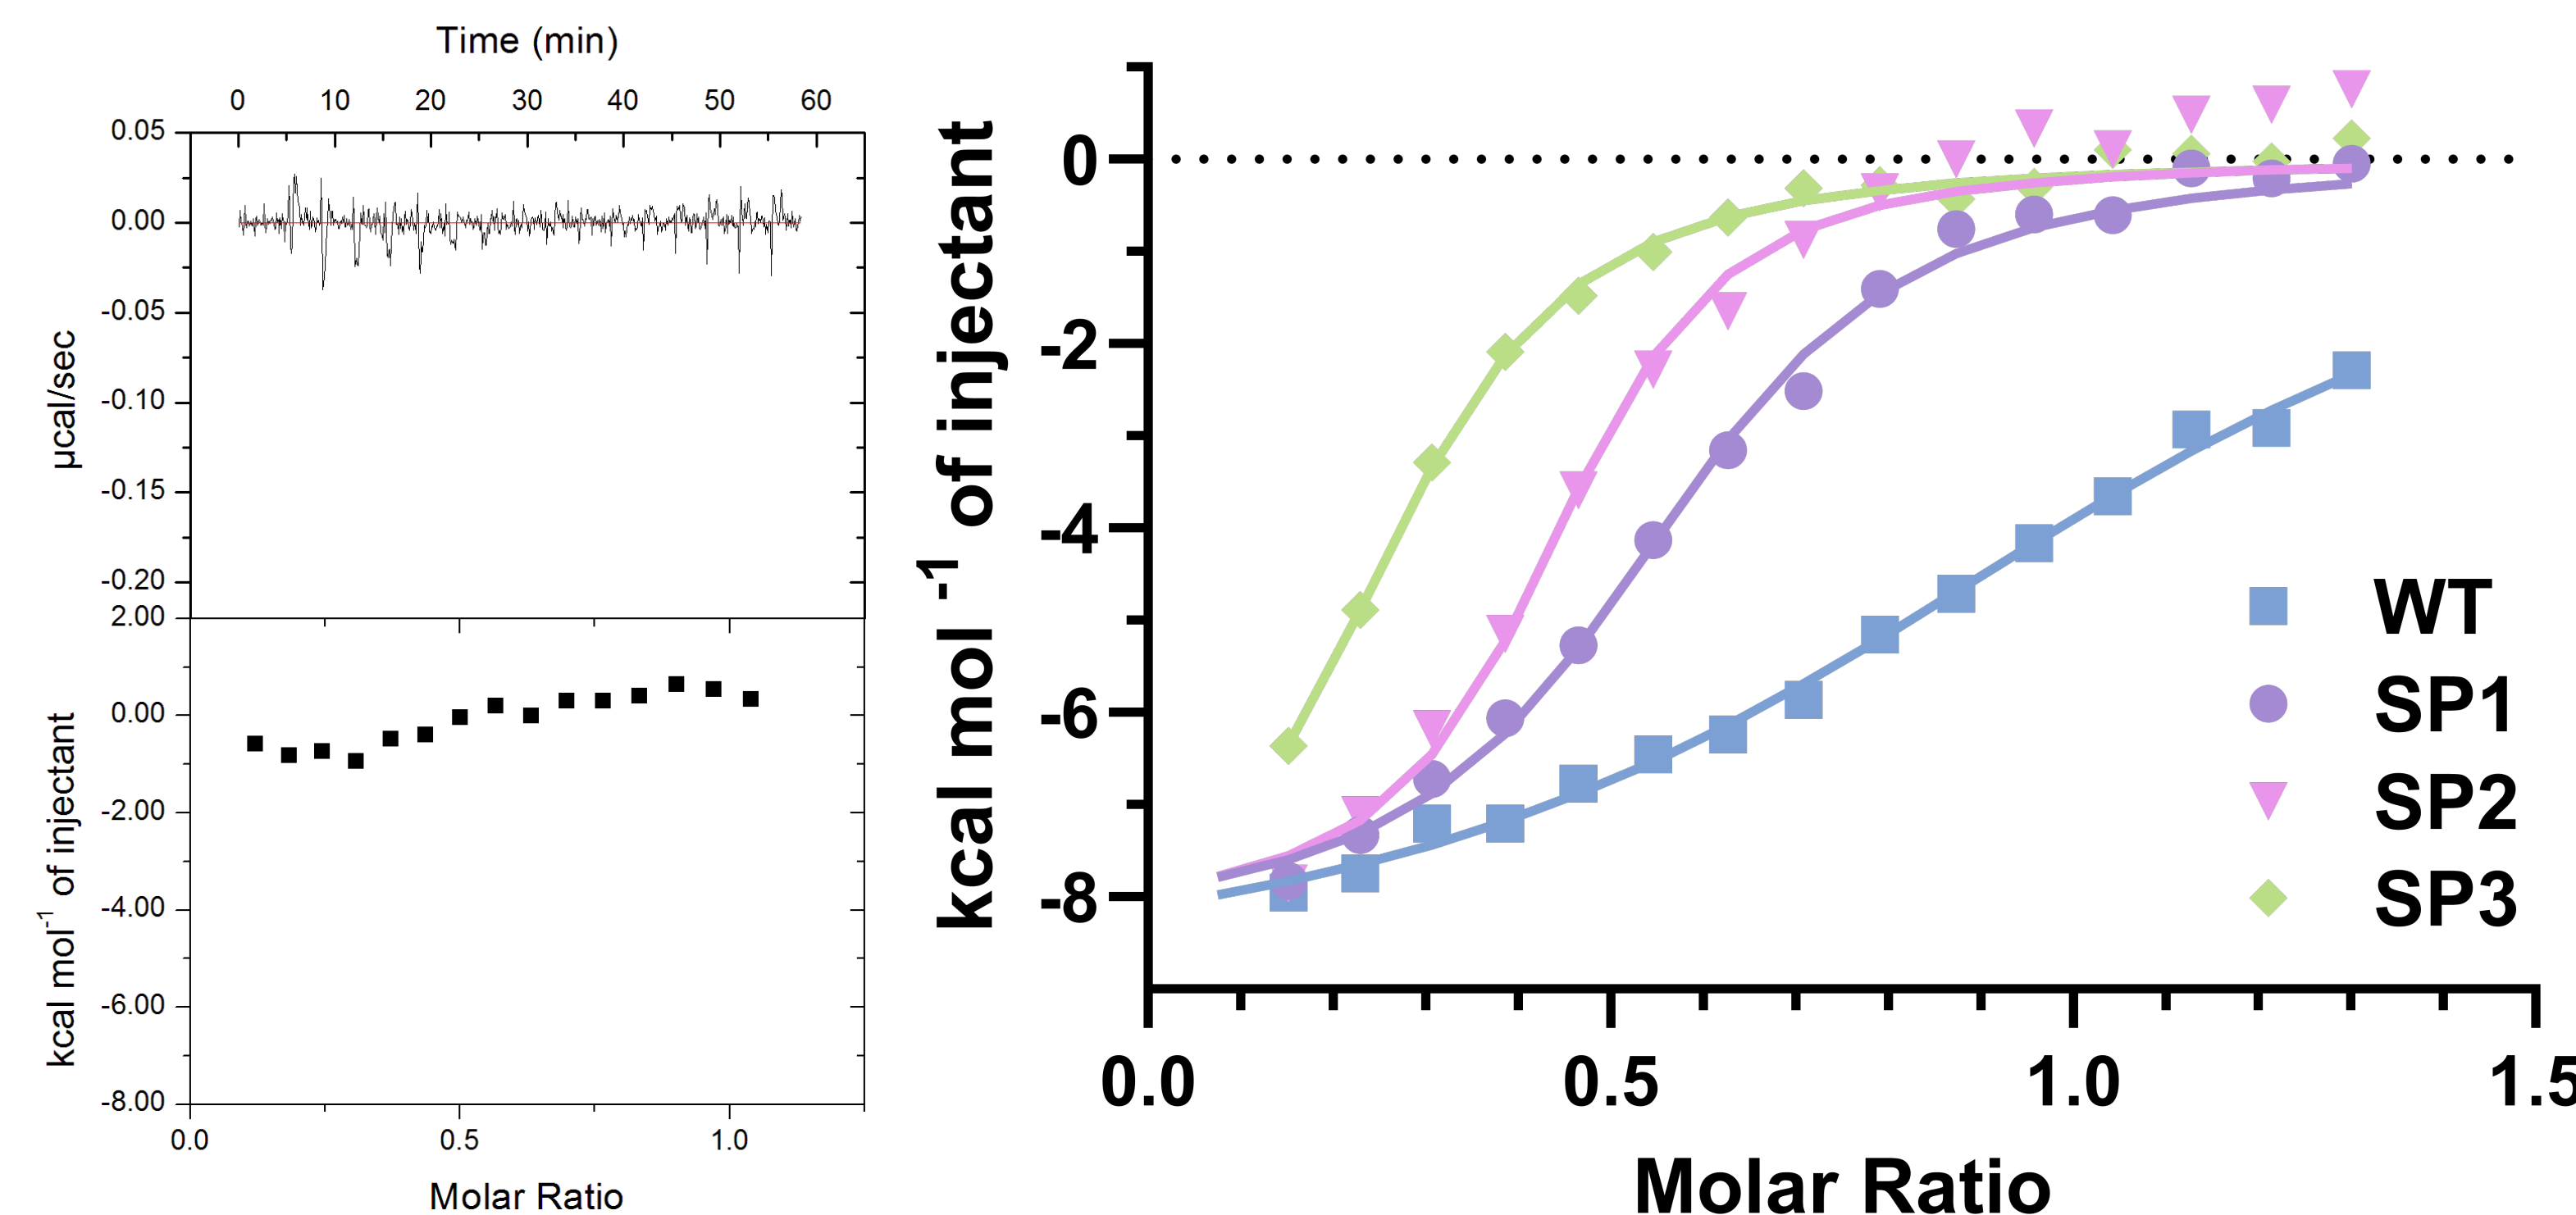 Time (min)
0 10 20 30 40 50 60
0.05
0.00
-0.05
-0.10
-0.15
-0.20
µcal/sec
2.00
0.00
-2.00
-4.00
-6.00
-8.00
kcal mol-1 of injectant
0.0 0.5 1.0
Molar Ratio
kcal mol -1 of injectant
0
-2
-4
-6
-8
WT
SP1
SP2
SP3
0.0 0.5 1.0 1.5
Molar Ratio